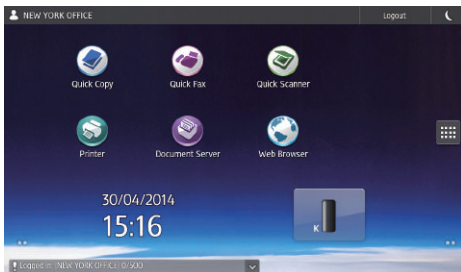 NEW YORK OFFICE
Logout
Quick Copy
Quick Fax
Quick Scanner
Printer
Document Server
Web Browser
30/04/2014
15:16
K
Logged in : NEW YORK OFFICE: 0/500